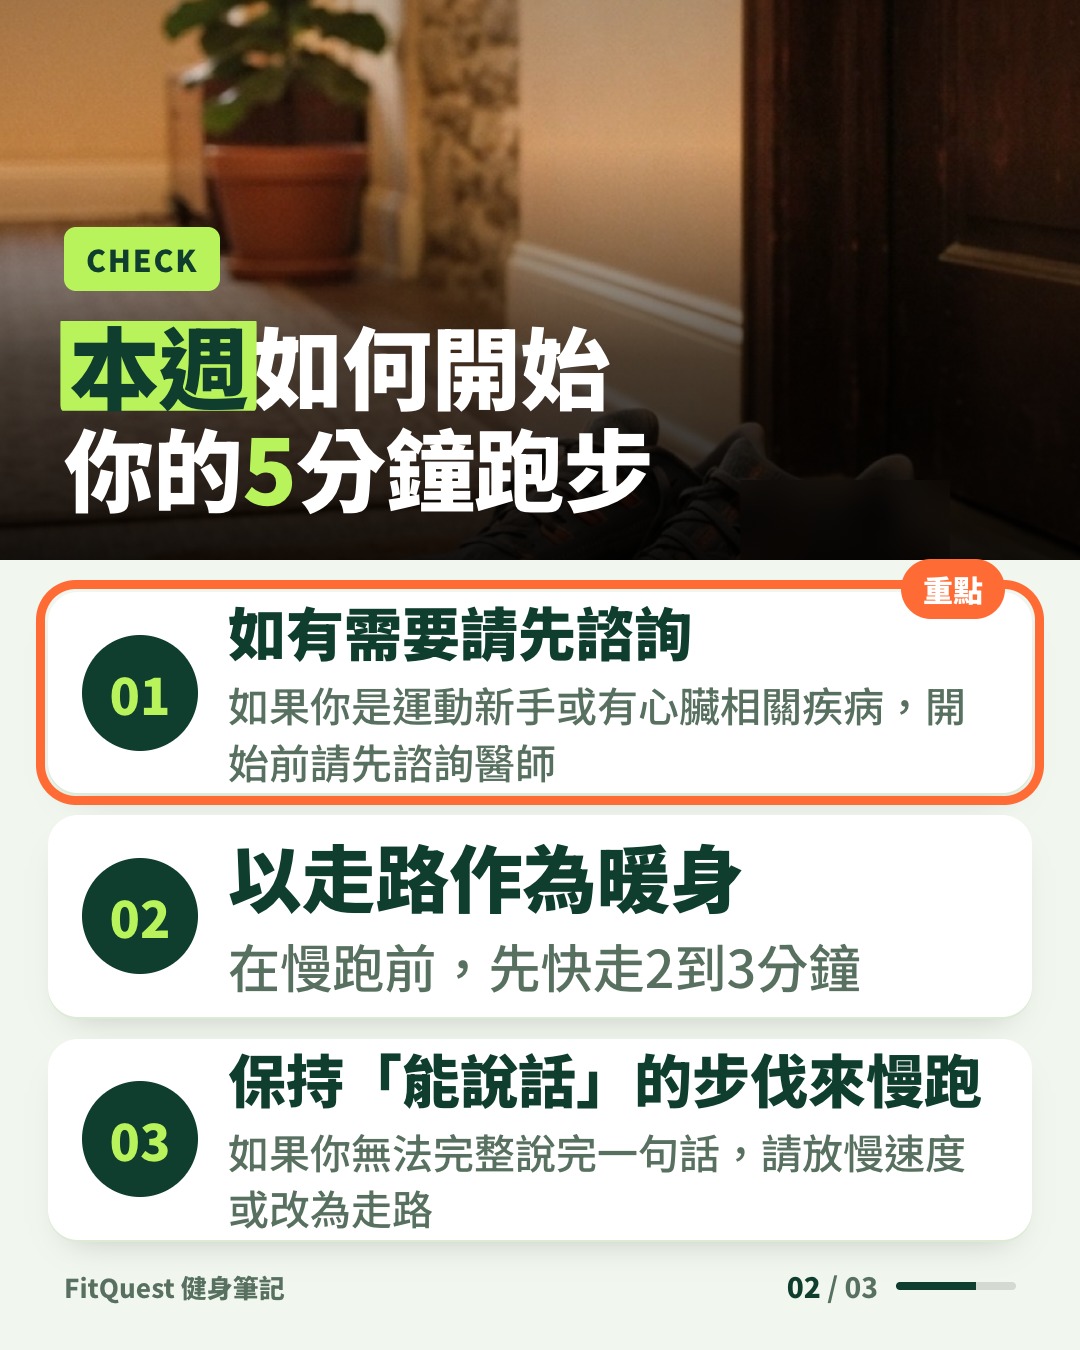 CHECK
本週如何開始
你的5分鐘跑步
重點
01
如有需要請先諮詢
如果你是運動新手或有心臟相關疾病，開
始前請先諮詢醫師
02
以走路作為暖身
在慢跑前，先快走2到3分鐘
03
保持「能說話」的步伐來慢跑
如果你無法完整說完一句話，請放慢速度
或改為走路
FitQuest 健身筆記
02 / 03